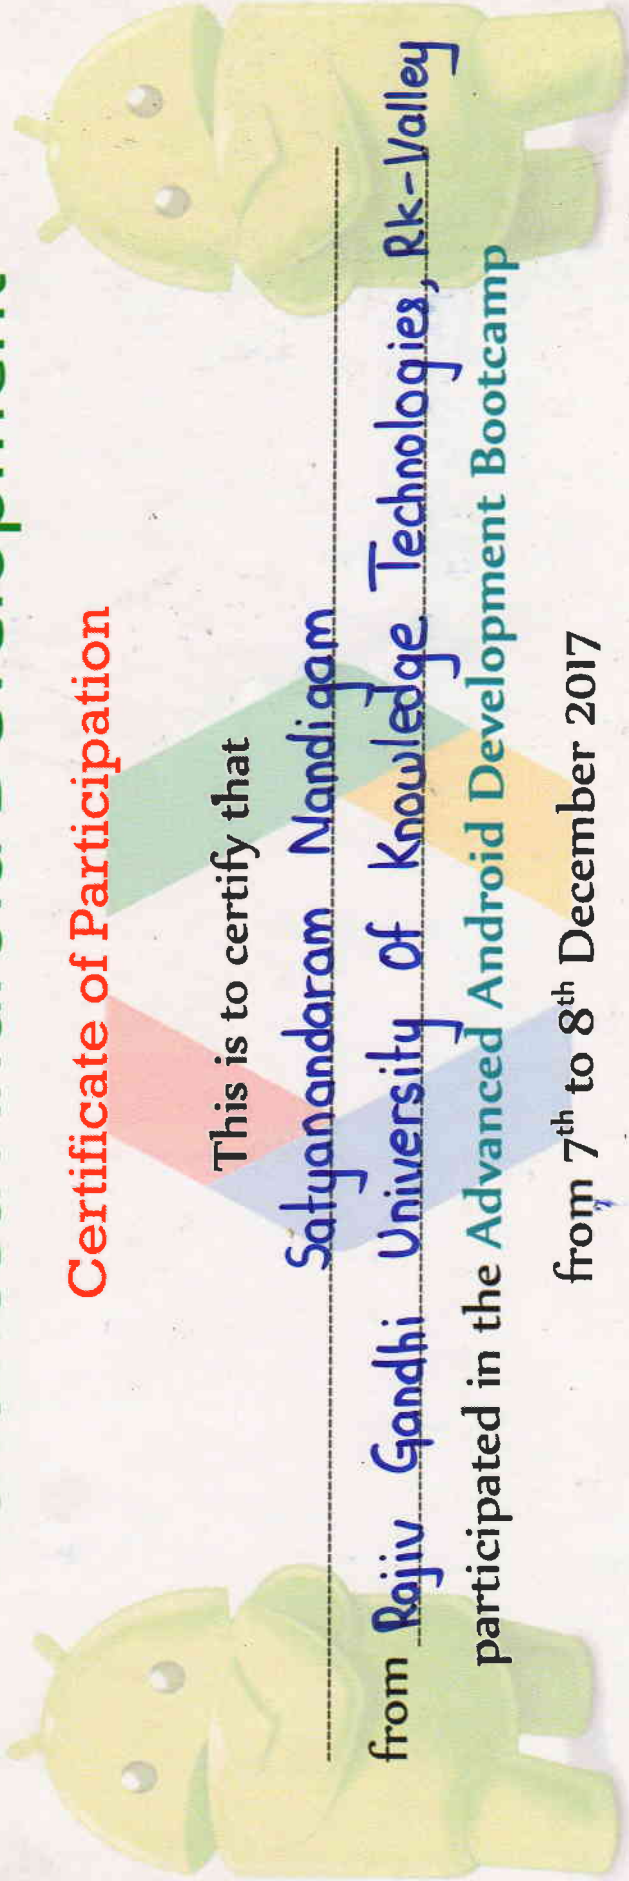 Certificate of Participation
This is to certify that
Satyanandaram Nandigam
from Rajiv Gandhi University of Knowledge Technologies, Rk-Valley
participated in the Advanced Android Development Bootcamp
from 7th to 8th December 2017